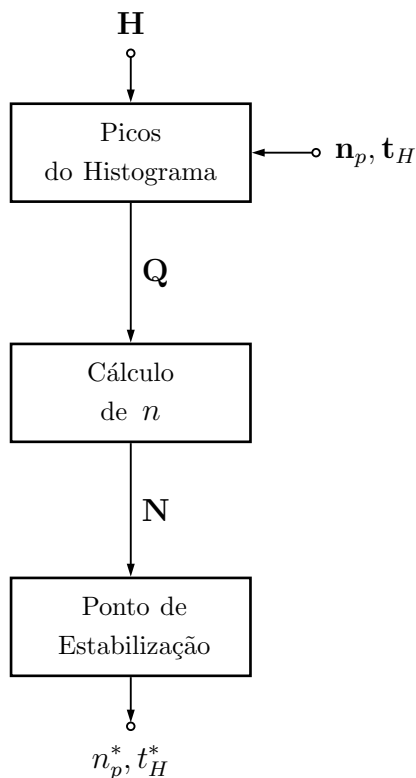 H
Picos
do Histograma
n_p, t_H
Q
Cálculo
de n
N
Ponto de
Estabilização
n_p^*, t_H^*